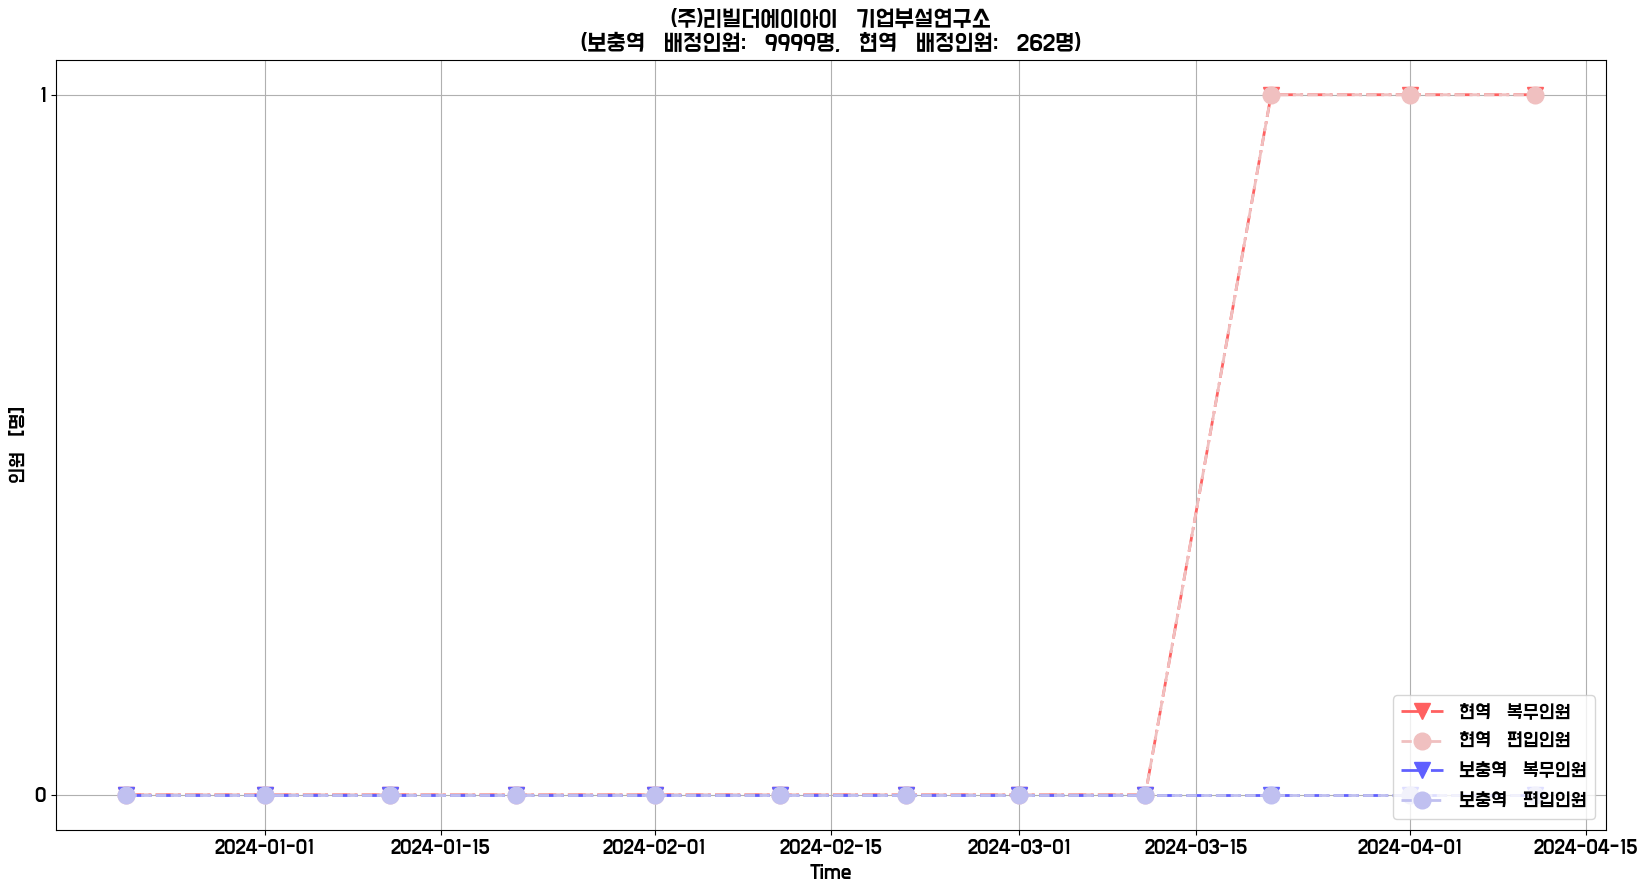 (주)리빌더에이아이 기업부설연구소
(보충역 배정인원: 9999명, 현역 배정인원: 262명)
1
0
인원 [명]
현역 복무인원
현역 편입인원
보충역 복무인원
보충역 편입인원
2024-01-01 2024-01-15 2024-02-01 2024-02-15 2024-03-01 2024-03-15 2024-04-01 2024-04-15
Time